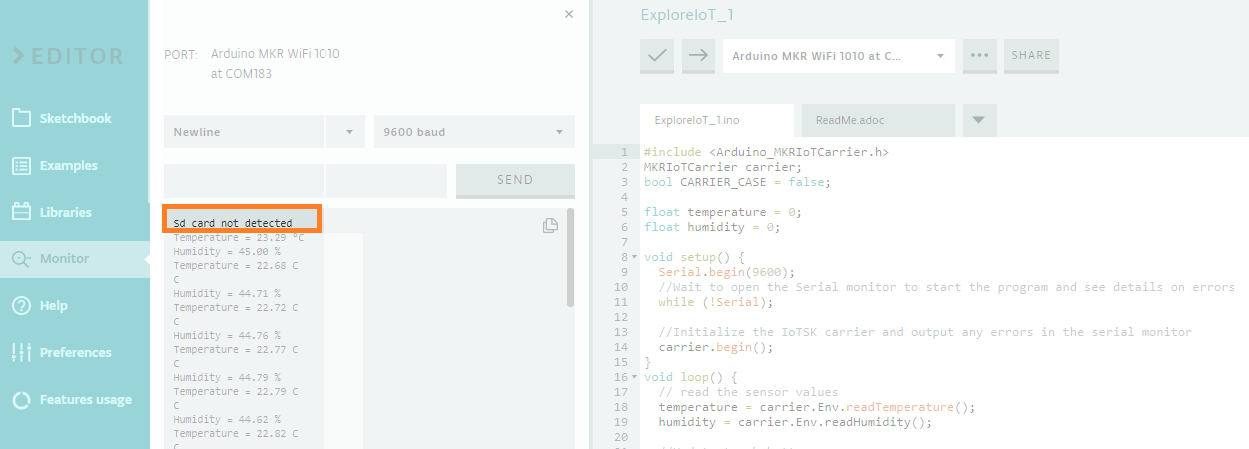 EDITOR
Sketchbook
Examples
Libraries
Monitor
Help
Preferences
Features usage
PORT: Arduino MKR WiFi 1010
at COM183
Newline
9600 baud
SEND
Sd card not detected
Temperature = 23.29 °C
Humidity = 45.00 %
Temperature = 22.68 C
C
Humidity = 44.71 %
Temperature = 22.72 C
C
Humidity = 44.76 %
Temperature = 22.77 C
C
Humidity = 44.79 %
Temperature = 22.79 C
C
Humidity = 44.62 %
Temperature = 22.82 C
C
ExploreIoT_1
Arduino MKR WiFi 1010 at C...
SHARE
ExploreIoT_1.ino
ReadMe.adoc
1 #include <Arduino_MKRIoTCarrier.h>
2 MKRIoTCarrier carrier;
3 bool CARRIER_CASE = false;
4
5 float temperature = 0;
6 float humidity = 0;
7
8 void setup() {
9 Serial.begin(9600);
10 //Wait to open the Serial monitor to start the program and see details on errors
11 while (!Serial);
12
13 //Initialize the IoTSK carrier and output any errors in the serial monitor
14 carrier.begin();
15 }
16 void loop() {
17 // read the sensor values
18 temperature = carrier.Env.readTemperature();
19 humidity = carrier.Env.readHumidity();
20